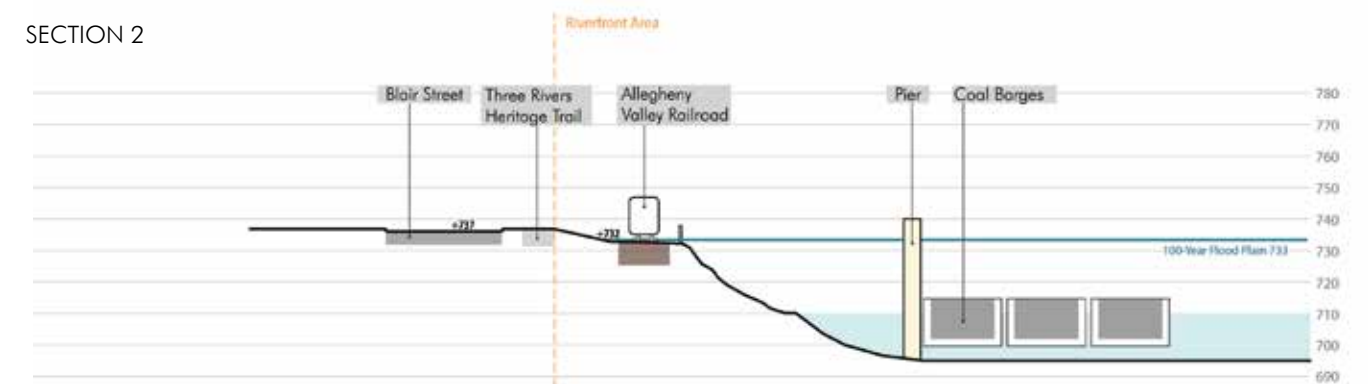 SECTION 2
Riverfront Area
Blair Street
Three Rivers
Heritage Trail
Allegheny
Valley Railroad
Pier
Coal Barges
780
770
760
750
740
730
720
710
700
690
+737
+732
100-Year Flood Plain 733